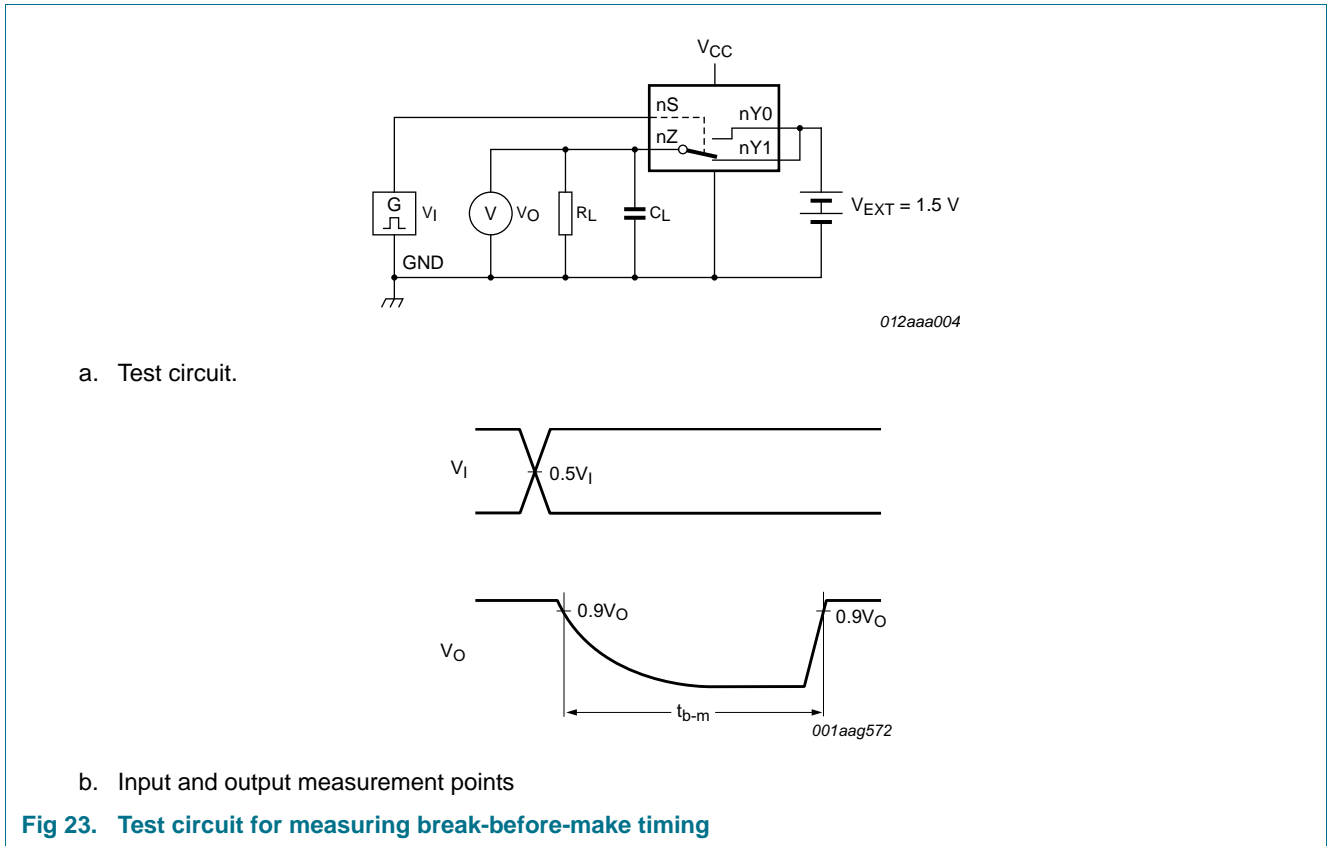 VCC
nS
nY0
nZ
nY1
G
VI
V
VO
RL
CL
VEXT = 1.5 V
GND
012aaa004
a. Test circuit.
VI
0.5VI
0.9VO
0.9VO
VO
tb-m
001aag572
b. Input and output measurement points
Fig 23. Test circuit for measuring break-before-make timing